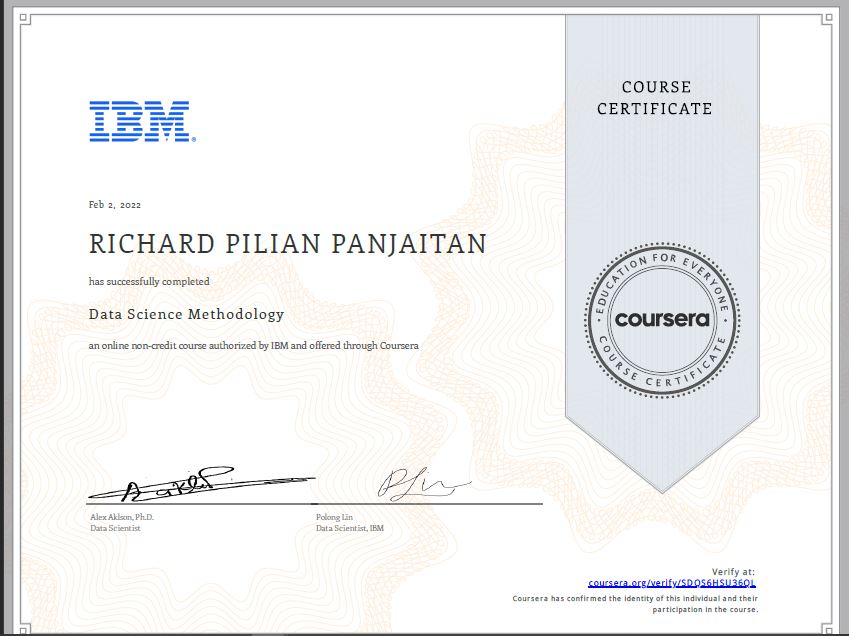 COURSE
CERTIFICATE
IBM®
Feb 2, 2022
RICHARD PILIAN PANJAITAN
has successfully completed
Data Science Methodology
an online non-credit course authorized by IBM and offered through Coursera
EDUCATION FOR EVERYONE
coursera
COURSE CERTIFICATE
Alex Aklson, Ph.D.
Data Scientist
Polong Lin
Data Scientist, IBM
Verify at:
coursera.org/verify/SDQS6HSU36QL
Coursera has confirmed the identity of this individual and their
participation in the course.